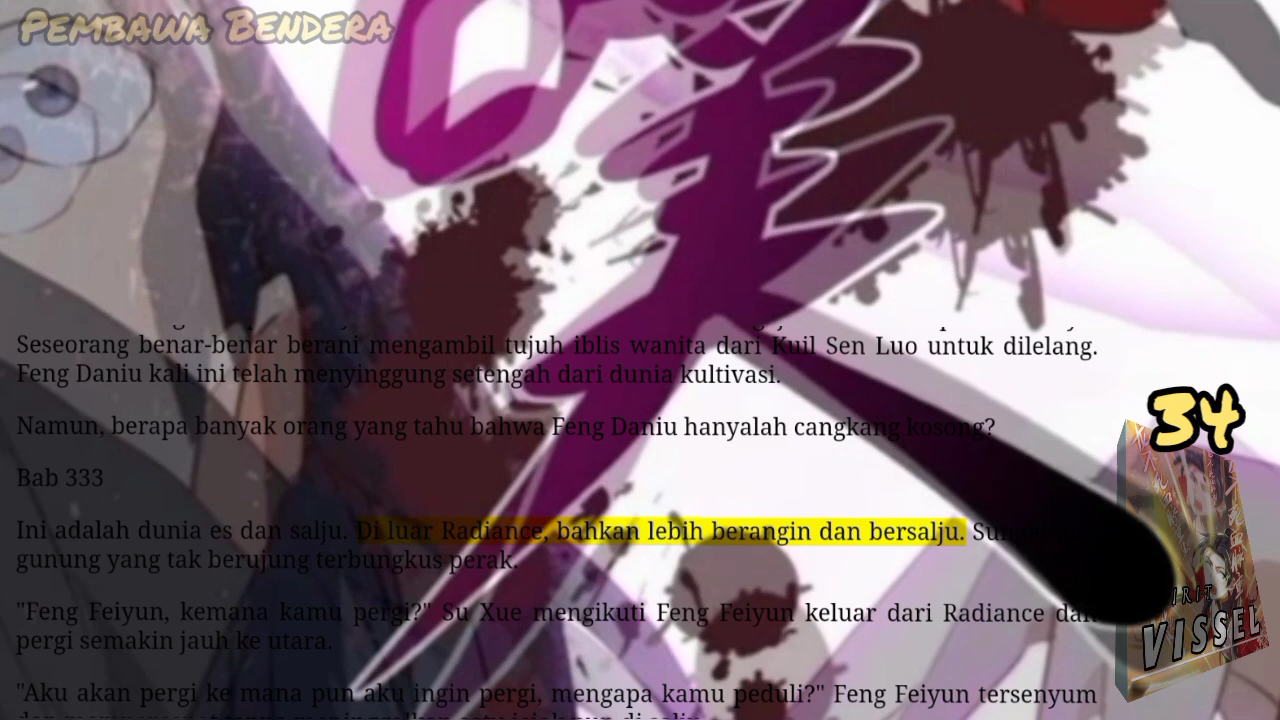 Pembawa Bendera
Seseorang benar-benar berani mengambil tujuh iblis wanita dari Kuil Sen Luo untuk dilelang.
Feng Daniu kali ini telah menyinggung setengah dari dunia kultivasi.
Namun, berapa banyak orang yang tahu bahwa Feng Daniu hanyalah cangkang kosong?
Bab 333
Ini adalah dunia es dan salju. Di luar Radiance, bahkan lebih berangin dan bersalju.
gunung yang tak berujung terbungkus perak.
"Feng Feiyun, kemana kamu pergi?" Su Xue mengikuti Feng Feiyun keluar dari Radiance dan
pergi semakin jauh ke utara.
"Aku akan pergi ke mana pun aku ingin pergi, mengapa kamu peduli?" Feng Feiyun tersenyum
34
VISSEL